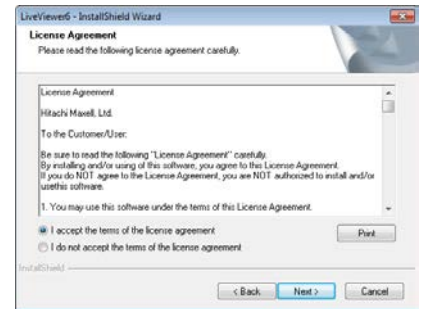 LiveViewer6 - InstallShield Wizard
License Agreement
Please read the following license agreement carefully.
License Agreement
Hitachi Maxell, Ltd.
To the Customer/User:
Be sure to read the following "License Agreement" carefully.
By installing and/or using of this software, you agree to this License Agreement.
If you do NOT agree to the License Agreement, you are NOT authorized to install and/or
usethis software.
1. You may use this software under the terms of this License Agreement.
I accept the terms of the license agreement
Print
I do not accept the terms of the license agreement
InstallShield
< Back
Next >
Cancel